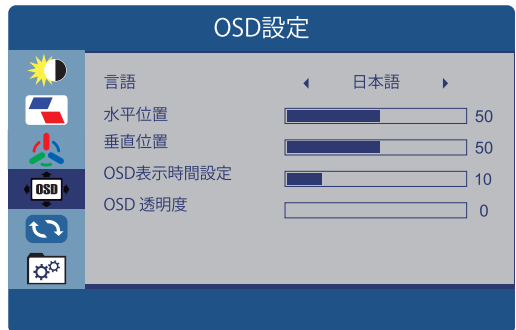 OSD設定
言語 日本語
水平位置 50
垂直位置 50
OSD表示時間設定 10
OSD 透明度 0
OSD